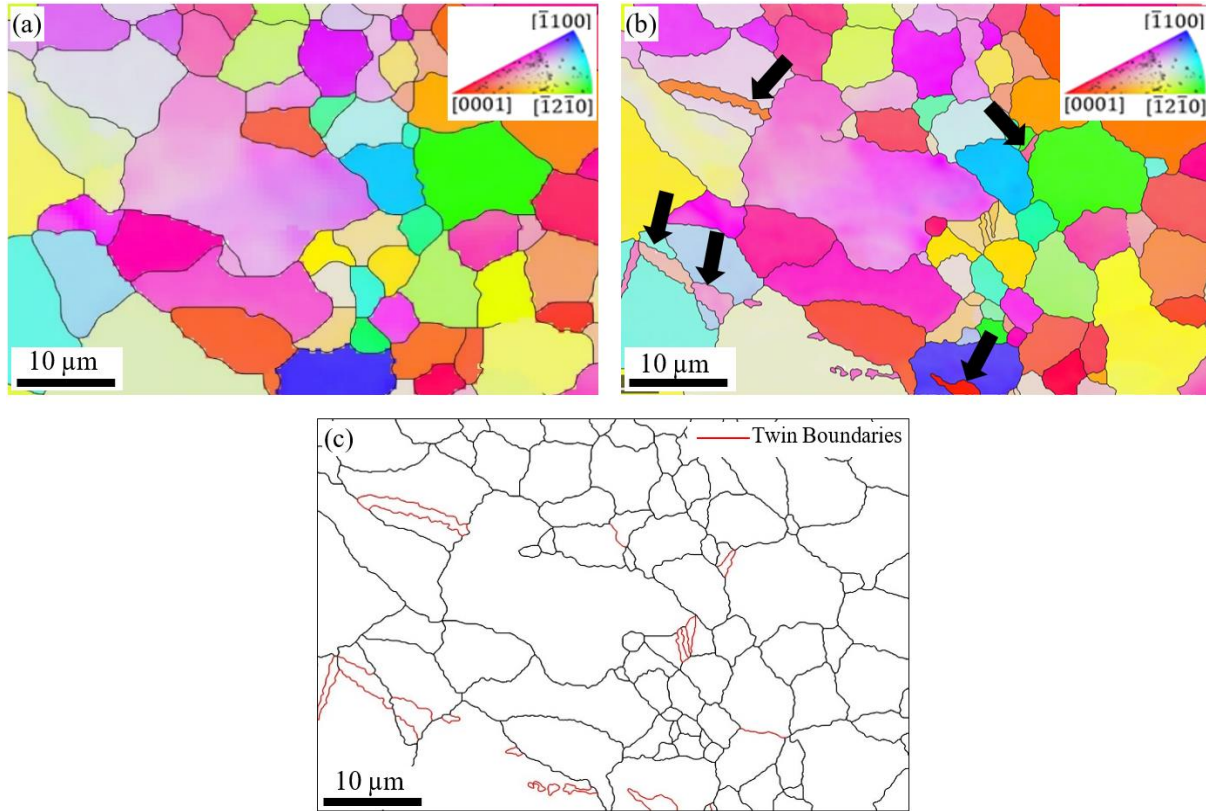 (a)
[1̄100]
[0001]
[1̄21̄0]
10 µm
(b)
[1̄100]
[0001]
[1̄21̄0]
10 µm
(c)
Twin Boundaries
10 µm